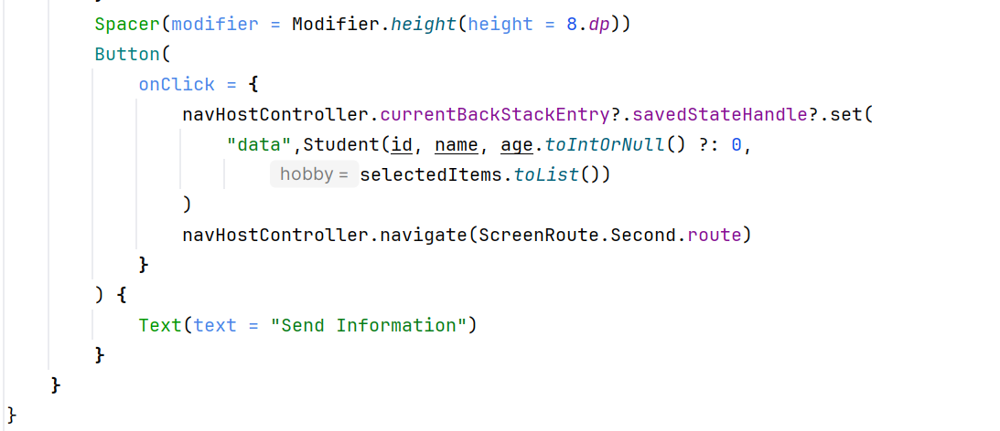 Spacer(modifier = Modifier.height(height = 8.dp))
Button(
onClick = {
navHostController.currentBackStackEntry?.savedStateHandle?.set(
"data",Student(id, name, age.toIntOrNull() ?: 0,
hobby = selectedItems.toList())
)
navHostController.navigate(ScreenRoute.Second.route)
}
) {
Text(text = "Send Information")
}
}
}